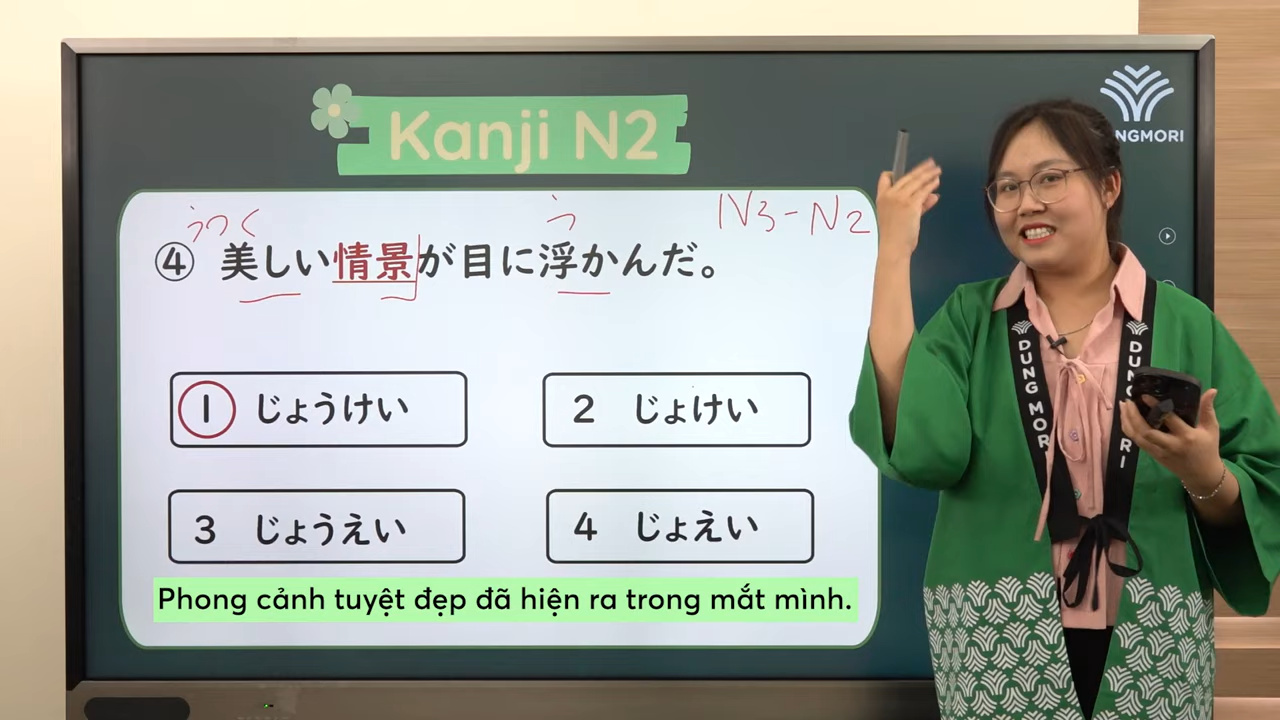 Kanji N2
NGMORI
うつく
う
N3-N2
④ 美しい情景が目に浮かんだ。
1 じょうけい
2 じょけい
3 じょうえい
4 じょえい
Phong cảnh tuyệt đẹp đã hiện ra trong mắt mình.
DUNG MORI
DU
RI